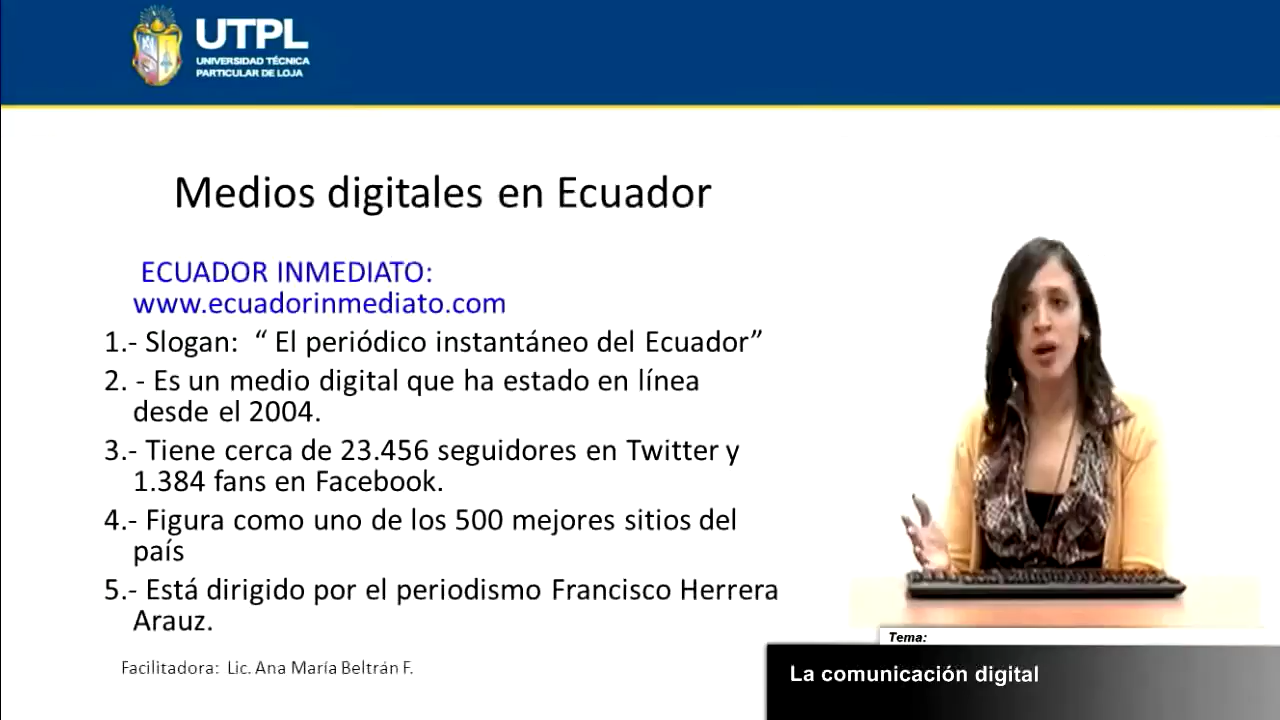 UTPL
UNIVERSIDAD TÉCNICA
PARTICULAR DE LOJA
Medios digitales en Ecuador
ECUADOR INMEDIATO:
www.ecuadorinmediato.com
1.- Slogan: “ El periódico instantáneo del Ecuador”
2. - Es un medio digital que ha estado en línea
desde el 2004.
3.- Tiene cerca de 23.456 seguidores en Twitter y
1.384 fans en Facebook.
4.- Figura como uno de los 500 mejores sitios del
país
5.- Está dirigido por el periodismo Francisco Herrera
Arauz.
Facilitadora: Lic. Ana María Beltrán F.
Tema:
La comunicación digital